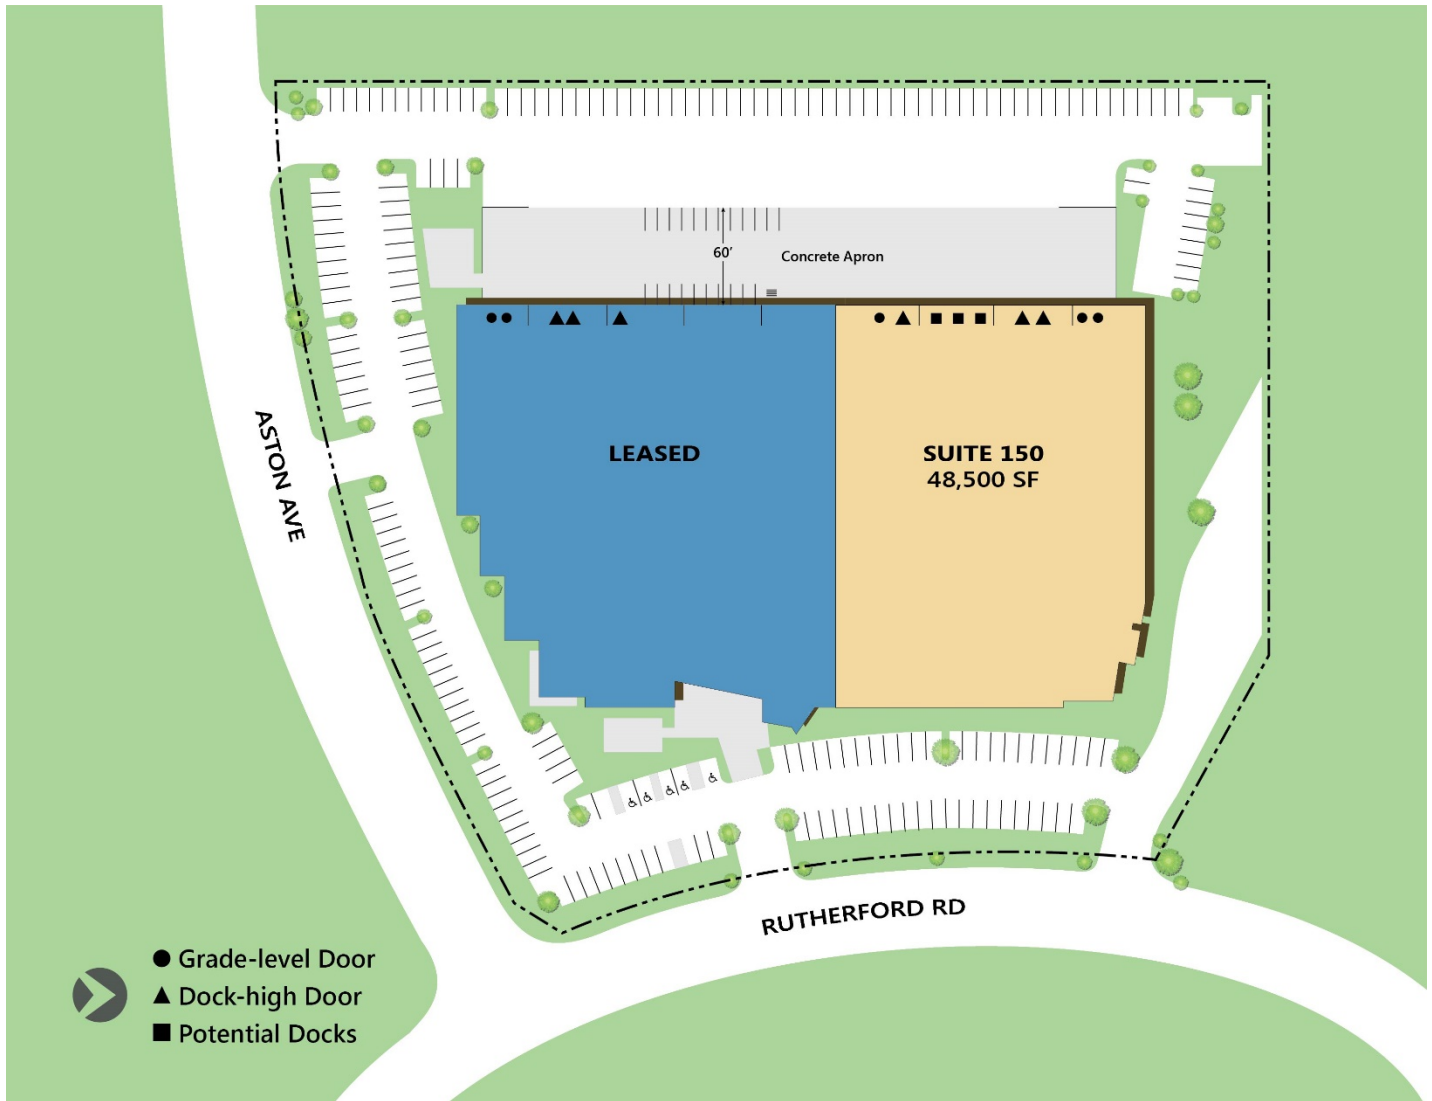 60'
Concrete Apron
LEASED
SUITE 150
48,500 SF
ASTON AVE
RUTHERFORD RD
Grade-level Door
Dock-high Door
Potential Docks